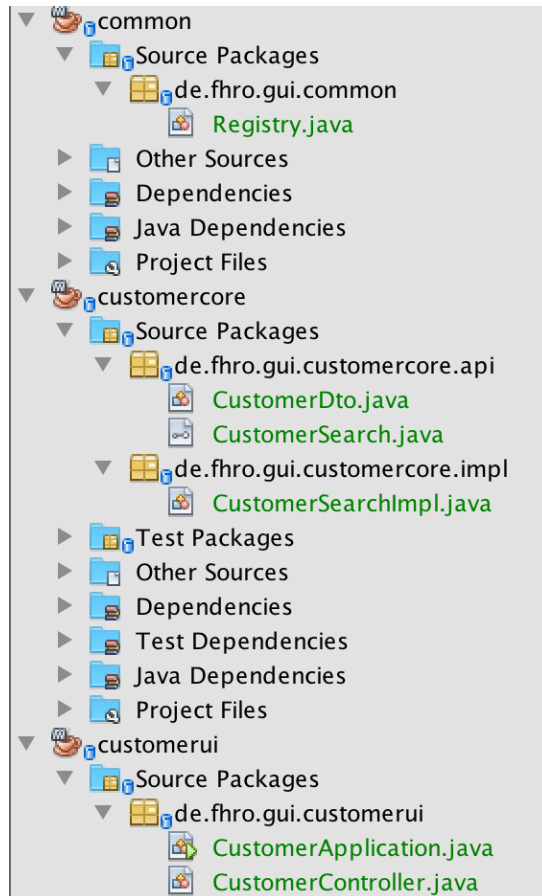 common
Source Packages
de.fhro.gui.common
Registry.java
Other Sources
Dependencies
Java Dependencies
Project Files
customercore
Source Packages
de.fhro.gui.customercore.api
CustomerDto.java
CustomerSearch.java
de.fhro.gui.customercore.impl
CustomerSearchImpl.java
Test Packages
Other Sources
Dependencies
Test Dependencies
Java Dependencies
Project Files
customerui
Source Packages
de.fhro.gui.customerui
CustomerApplication.java
CustomerController.java